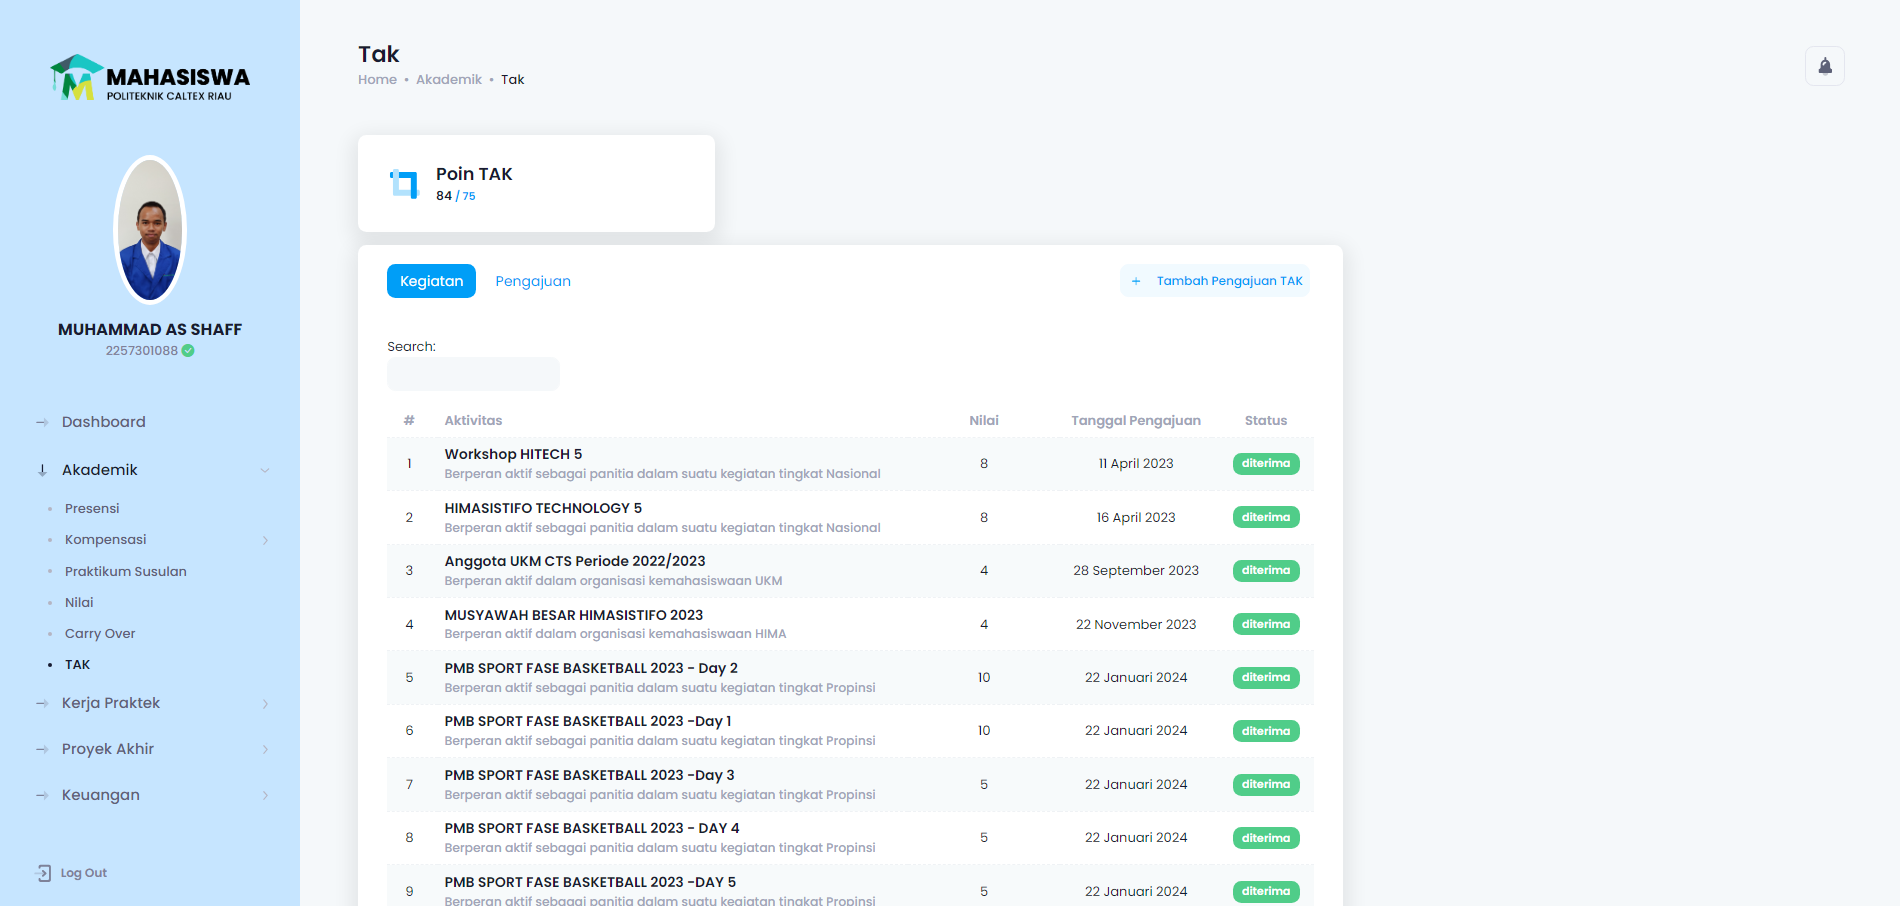 MAHASISWA
POLITEKNIK CALTEX RIAU
MUHAMMAD AS SHAFF
2257301088
Dashboard
Akademik
Presensi
Kompensasi
Praktikum Susulan
Nilai
Carry Over
TAK
Kerja Praktek
Proyek Akhir
Keuangan
Log Out
Tak
Home • Akademik • Tak
Poin TAK
84 / 75
Kegiatan Pengajuan + Tambah Pengajuan TAK
Search:
# Aktivitas Nilai Tanggal Pengajuan Status
1 Workshop HITECH 5 8 11 April 2023 diterima
Berperan aktif sebagai panitia dalam suatu kegiatan tingkat Nasional
2 HIMASISTIFO TECHNOLOGY 5 8 16 April 2023 diterima
Berperan aktif sebagai panitia dalam suatu kegiatan tingkat Nasional
3 Anggota UKM CTS Periode 2022/2023 4 28 September 2023 diterima
Berperan aktif dalam organisasi kemahasiswaan UKM
4 MUSYAWAH BESAR HIMASISTIFO 2023 4 22 November 2023 diterima
Berperan aktif dalam organisasi kemahasiswaan HIMA
5 PMB SPORT FASE BASKETBALL 2023 - Day 2 10 22 Januari 2024 diterima
Berperan aktif sebagai panitia dalam suatu kegiatan tingkat Propinsi
6 PMB SPORT FASE BASKETBALL 2023 -Day 1 10 22 Januari 2024 diterima
Berperan aktif sebagai panitia dalam suatu kegiatan tingkat Propinsi
7 PMB SPORT FASE BASKETBALL 2023 -Day 3 5 22 Januari 2024 diterima
Berperan aktif sebagai panitia dalam suatu kegiatan tingkat Propinsi
8 PMB SPORT FASE BASKETBALL 2023 - DAY 4 5 22 Januari 2024 diterima
Berperan aktif sebagai panitia dalam suatu kegiatan tingkat Propinsi
9 PMB SPORT FASE BASKETBALL 2023 -DAY 5 5 22 Januari 2024 diterima
Berperan aktif sebagai panitia dalam suatu kegiatan tingkat Propinsi